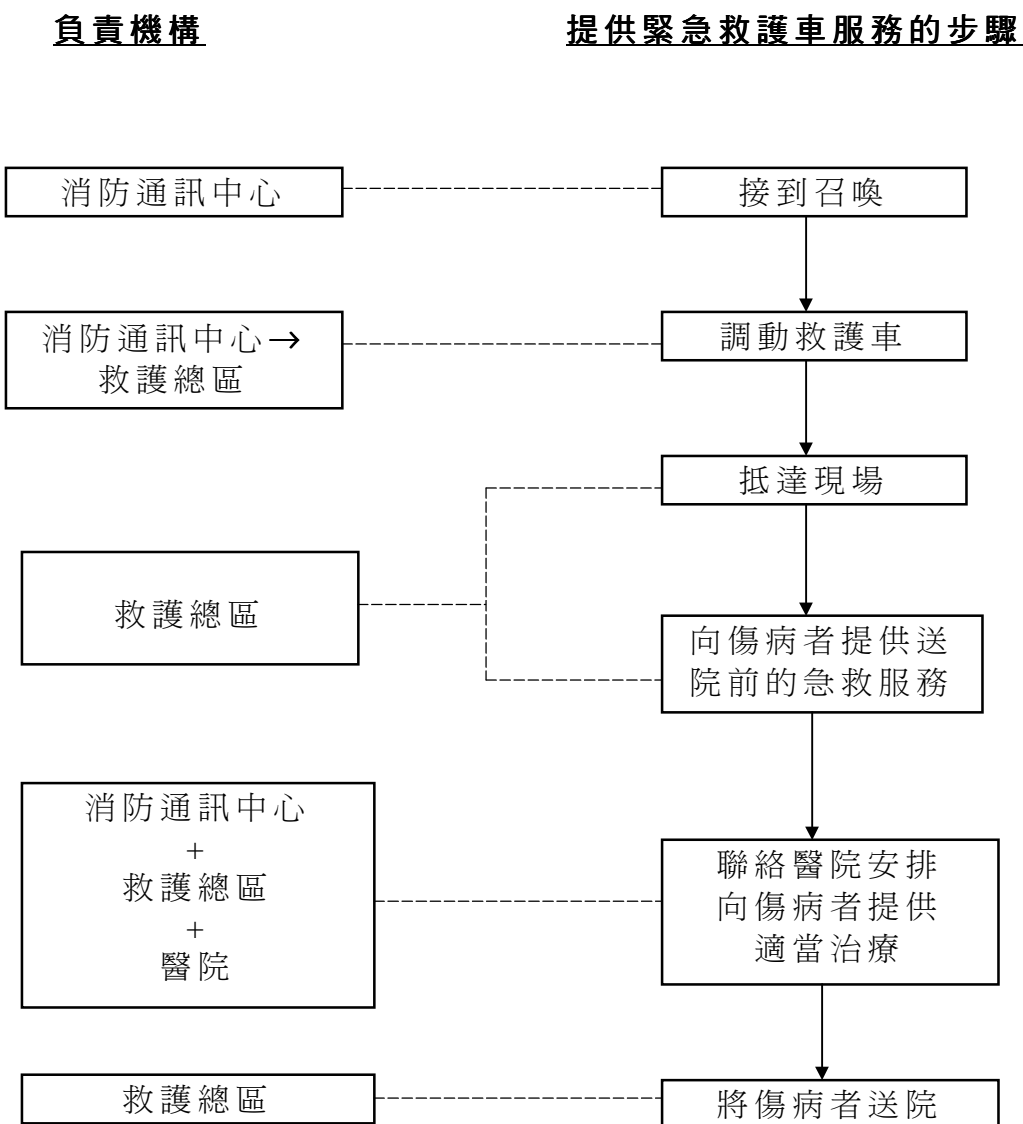 負責機構
提供緊急救護車服務的步驟
消防通訊中心
接到召喚
消防通訊中心→
救護總區
調動救護車
抵達現場
救護總區
向傷病者提供送
院前的急救服務
消防通訊中心
+
救護總區
+
醫院
聯絡醫院安排
向傷病者提供
適當治療
救護總區
將傷病者送院